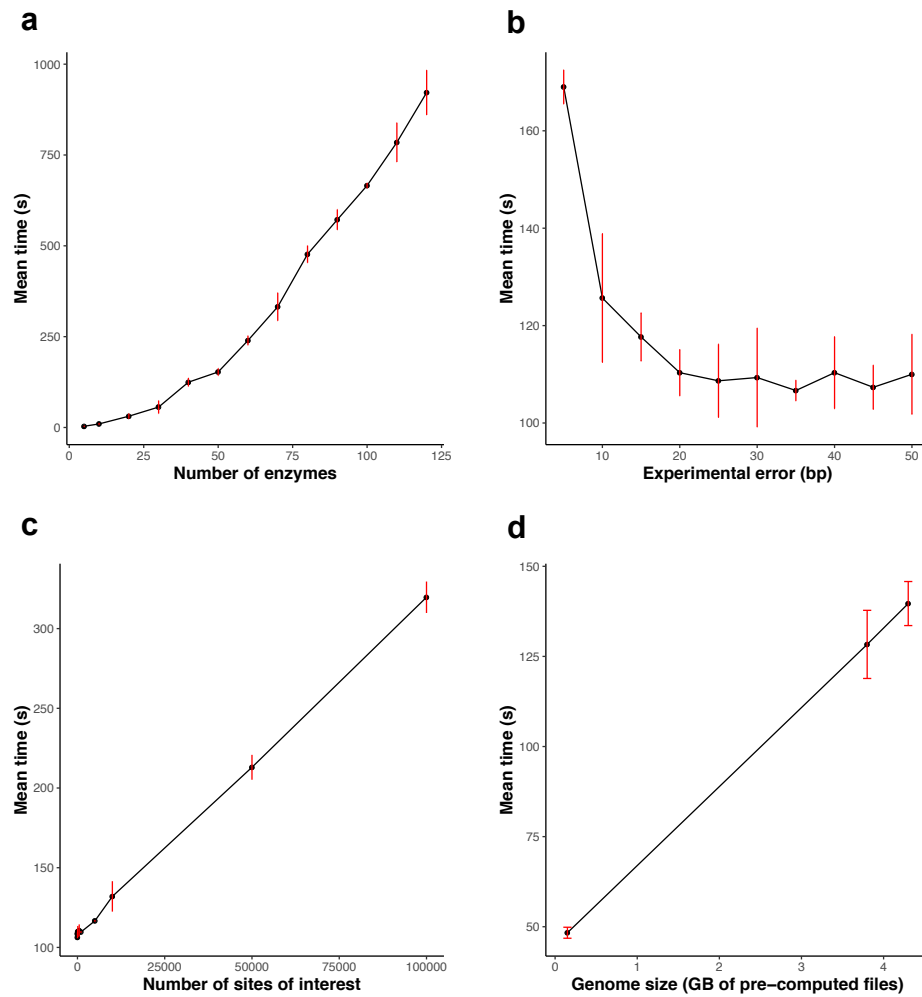 a
1000
750
500
250
0
Mean time (s)
0 25 50 75 100 125
Number of enzymes
b
160
140
120
100
Mean time (s)
10 20 30 40 50
Experimental error (bp)
c
300
250
200
150
100
Mean time (s)
0 25000 50000 75000 100000
Number of sites of interest
d
150
125
100
75
50
Mean time (s)
0 1 2 3 4
Genome size (GB of pre−computed files)